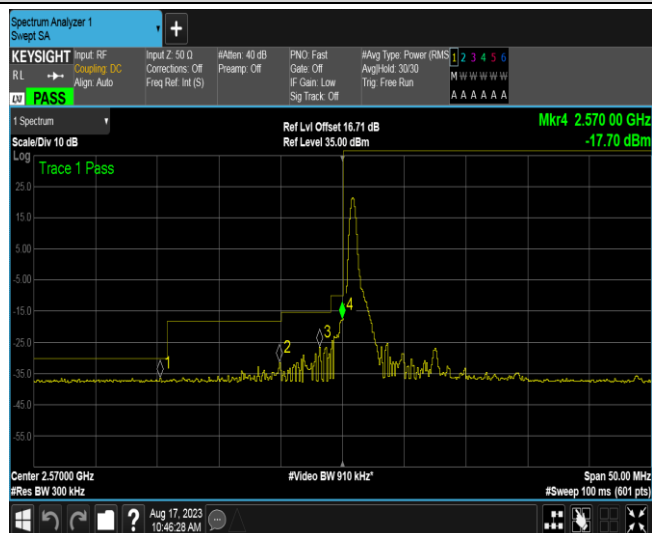 Spectrum Analyzer 1
Swept SA
+
KEYSIGHT Input: RF Input Z: 50 Ω #Atten: 40 dB PNO: Fast #Avg Type: Power (RMS 1 2 3 4 5 6
RL Coupling: DC Corrections: Off Preamp: Off Gate: Off Avg|Hold: 30/30 M W W W W W
Align: Auto Freq Ref: Int (S) IF Gain: Low Trig: Free Run
LXI PASS Sig Track: Off A A A A A A
1 Spectrum Ref Lvl Offset 16.71 dB Mkr4 2.570 00 GHz
Scale/Div 10 dB Ref Level 35.00 dBm -17.70 dBm
Log
Trace 1 Pass
25.0
15.0
5.00
-5.00
-15.0
4
-25.0
3
2
1
-35.0
-45.0
-55.0
Center 2.57000 GHz #Video BW 910 kHz* Span 50.00 MHz
#Res BW 300 kHz #Sweep 100 ms (601 pts)
? Aug 17, 2023
10:46:28 AM